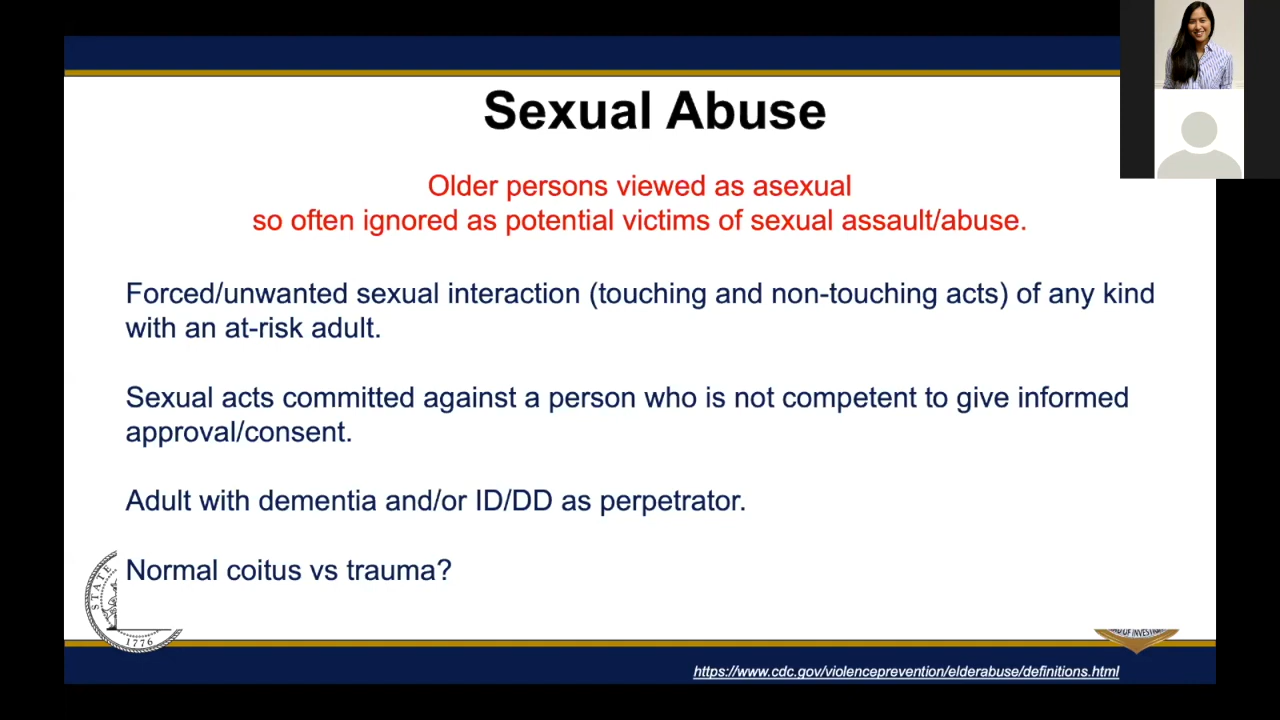 Sexual Abuse
Older persons viewed as asexual
so often ignored as potential victims of sexual assault/abuse.
Forced/unwanted sexual interaction (touching and non-touching acts) of any kind
with an at-risk adult.
Sexual acts committed against a person who is not competent to give informed
approval/consent.
Adult with dementia and/or ID/DD as perpetrator.
Normal coitus vs trauma?
STATE
1776
https://www.cdc.gov/violenceprevention/elderabuse/definitions.html